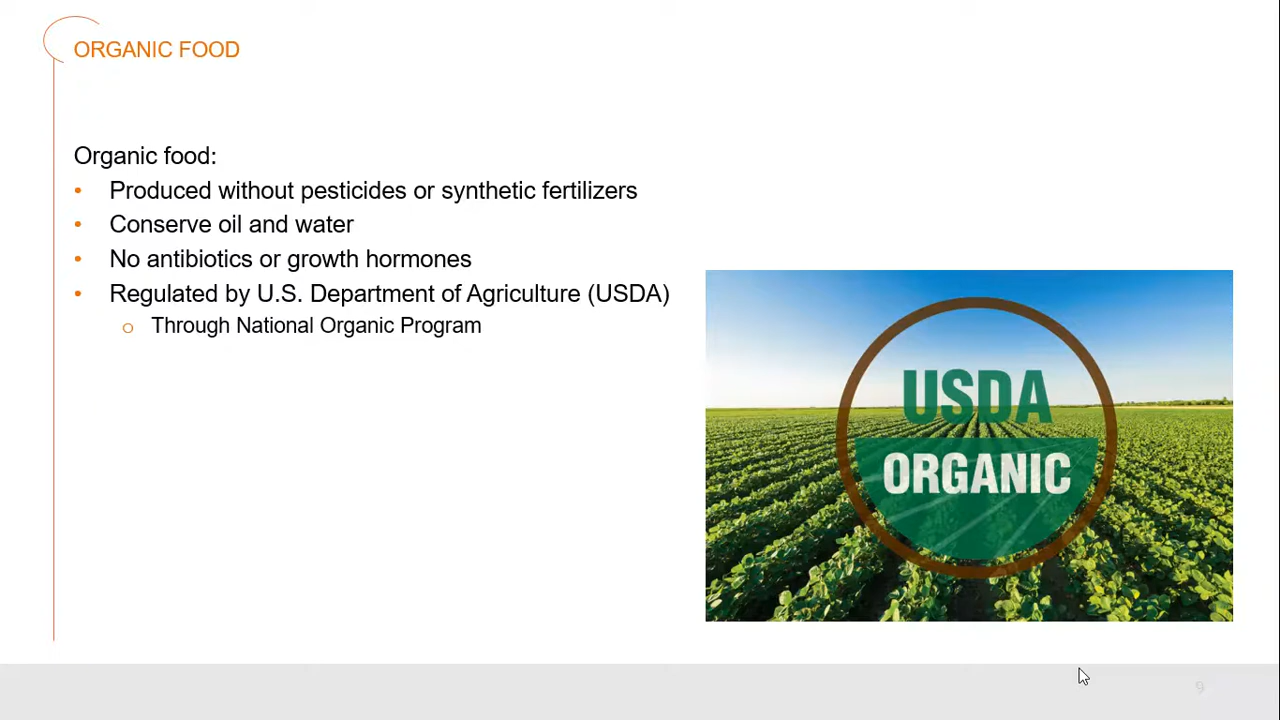 ORGANIC FOOD
Organic food:
• Produced without pesticides or synthetic fertilizers
• Conserve oil and water
• No antibiotics or growth hormones
• Regulated by U.S. Department of Agriculture (USDA)
o Through National Organic Program
USDA
ORGANIC
9